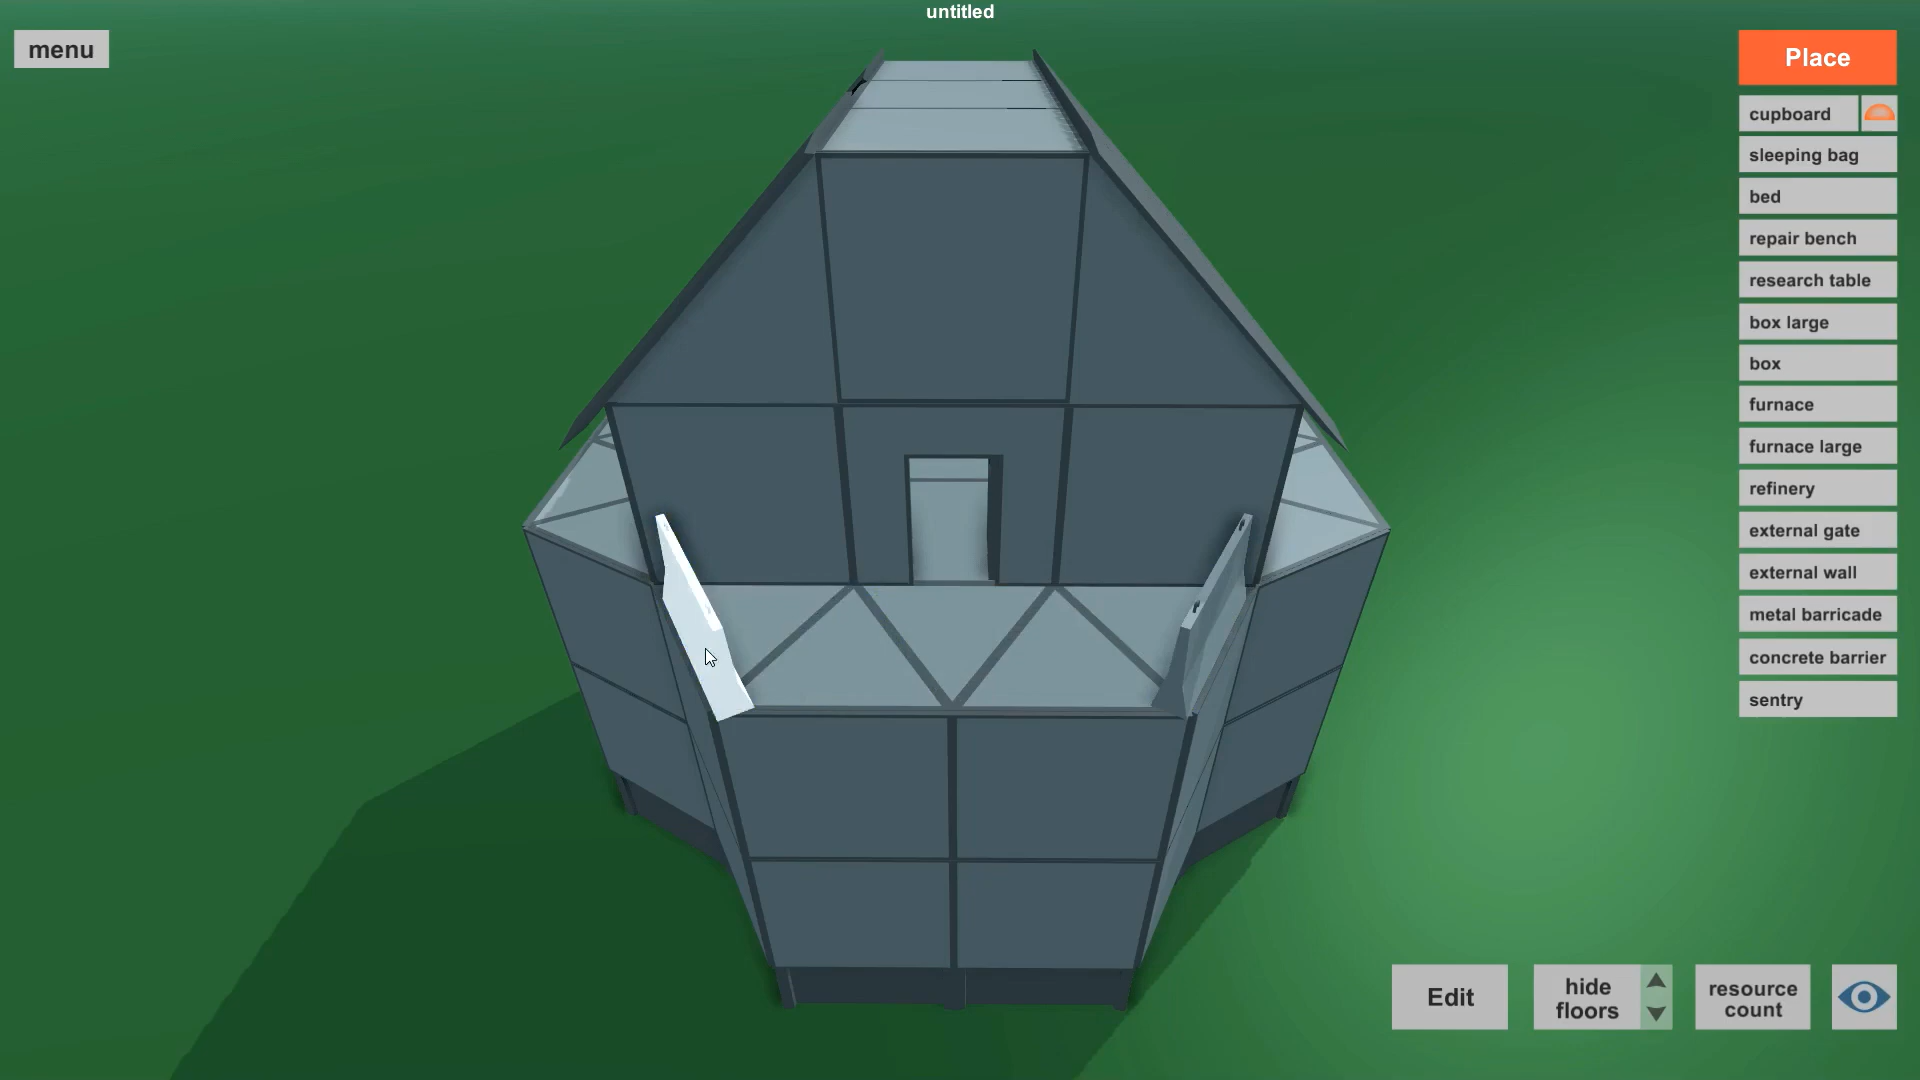 untitled
menu
Place
cupboard
sleeping bag
bed
repair bench
research table
box large
box
furnace
furnace large
refinery
external gate
external wall
metal barricade
concrete barrier
sentry
Edit
hide
floors
resource
count